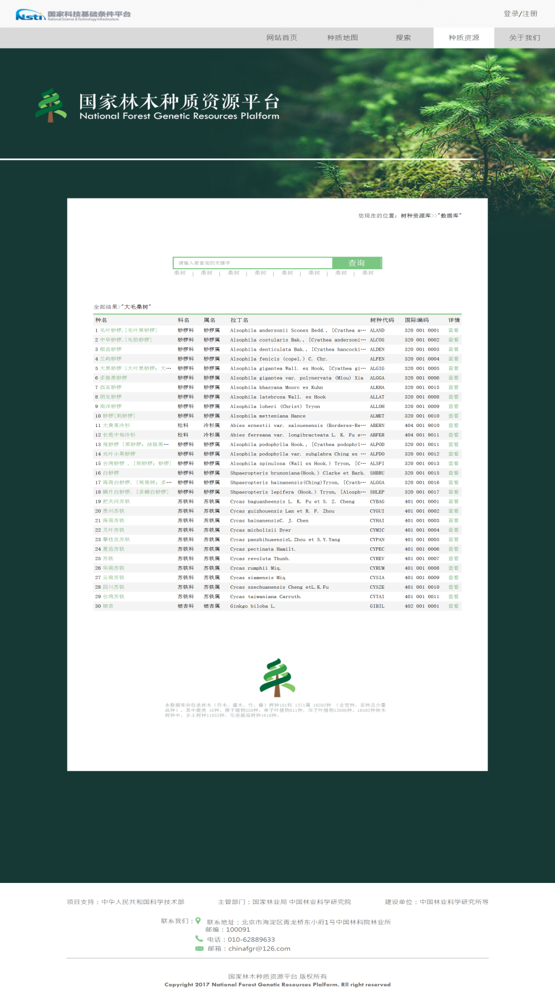 Nsti 国家科技基础条件平台
National Science & Technology Infrastructure
登录/注册
网站首页 种质地图 搜索 种质资源 关于我们
国家林木种质资源平台
National Forest Genetic Resources Plalform
您现在的位置：树种资源库>>"数据库"
请输入要查询的关键字 查询
桑树 | 桑树 | 桑树 | 桑树 | 桑树 | 桑树 | 桑树 | 桑树
全部结果>"大毛桑树"
种名 科名 属名 拉丁名 树种代码 国际编码 详情
1 毛叶桫椤,[毛叶黑桫椤] 桫椤科 桫椤属 Alsophila andersonii Sconex Bedd., [Cyathea a… ALAND 320 001 0001 查看
2 中华桫椤,[毛肋桫椤] 桫椤科 桫椤属 Alsophila costularis Bak., [Cyathea andersoni… ALCOS 320 001 0002 查看
3 粗齿桫椤 桫椤科 桫椤属 Alsophila denticulata Bak., [Cyathea hancocki… ALDEN 320 001 0003 查看
4 兰屿桫椤 桫椤科 桫椤属 Alsophila fenicis (copel.) C. Chr. ALFEN 320 001 0004 查看
5 大黑桫椤 [大叶黑桫椤; 大… 桫椤科 桫椤属 Alsophila gigantea Wall. ex Hook, [Cyathea gi… ALGIG 320 001 0005 查看
6 多脉黑桫椤 桫椤科 桫椤属 Alsophila gigantea var. polynervata (Mlou) Xia ALGGA 320 001 0006 查看
7 西亚桫椤 桫椤科 桫椤属 Alsophila khasyana Moorc ex Kuhn ALKHA 320 001 0015 查看
8 阴生桫椤 桫椤科 桫椤属 Alsophila latebrosa Wall. ex Hook ALLAT 320 001 0008 查看
9 南洋桫椤 桫椤科 桫椤属 Alsophila loheri (Christ) Tryon ALLOH 320 001 0009 查看
10 桫椤[刺桫椤] 桫椤科 桫椤属 Alsophila metteniana Hance ALMET 320 001 0010 查看
11 大黄果冷杉 松科 冷杉属 Abies ernestii var. salouenensis (Borderes-Re… ABERN 404 001 9010 查看
12 长苞中甸冷杉 松科 冷杉属 Abies ferreana var. longibracteata L. K. Fu e… ABFER 404 001 9011 查看
13 鬼桫椤 [黑桫椤; 结脉黑… 桫椤科 桫椤属 Alsophila podophylla Hook., [Cyathea podophyl… ALPOD 320 001 0011 查看
14 光叶小黑桫椤 桫椤科 桫椤属 Alsophila podophylla var. subglabra Ching ex … ALPDO 320 001 0012 查看
15 台湾桫椤 , [刺桫椤; 桫椤] 桫椤科 桫椤属 Alsophila spinulosa (Wall ex Hook.) Tryon, [C… ALSPI 320 001 0013 查看
16 白桫椤 桫椤科 桫椤属 Shpaeropteris brunoniana(Hook.) Clarke et Bark. SHBRU 320 001 0015 查看
17 海南白桫椤, [笔筒树; 多… 桫椤科 桫椤属 Shpaeropteris hainanensis(Ching)Tryon, [Cyath… ALGGA 320 001 0016 查看
18 鳞片白桫椤, [多鳞白桫椤] 桫椤科 桫椤属 Shpaeropteris lepifera (Hook.) Tryon, [Alosph… SHLEP 320 001 0017 查看
19 把关河苏铁 苏铁科 苏铁属 Cycas baguanheensis L. K. Fu et S. Z. Cheng CYBAG 401 001 0001 查看
20 贵州苏铁 苏铁科 苏铁属 Cycas guizhouenxis Lan et R. F. Zhou CYGUI 401 001 0002 查看
21 海南苏铁 苏铁科 苏铁属 Cycas hainanensisC. J. Chen CYHAI 401 001 0003 查看
22 叉叶苏铁 苏铁科 苏铁属 Cycas micholizii Dyer CYMIC 401 001 0004 查看
23 攀枝花苏铁 苏铁科 苏铁属 Cycas panzhihuaensisL.Zhou et S.Y.Yang CYPAN 401 001 0005 查看
24 蓖齿苏铁 苏铁科 苏铁属 Cycas pectinata Hamilt. CYPEC 401 001 0006 查看
25 苏铁 苏铁科 苏铁属 Cycas revoluta Thunb. CYREV 401 001 0007 查看
26 华南苏铁 苏铁科 苏铁属 Cycas rumphii Miq. CYRUM 401 001 0008 查看
27 云南苏铁 苏铁科 苏铁属 Cycas siamensis Miq CYSIA 401 001 0009 查看
28 四川苏铁 苏铁科 苏铁属 Cycas szechuanensis Cheng etL.K.Fu CYSZE 401 001 0010 查看
29 台湾苏铁 苏铁科 苏铁属 Cycas taiwaniana Carruth. CYTAI 401 001 0011 查看
30 银杏 银杏科 银杏属 Ginkgo biloba L. GIBIL 402 001 0001 查看
本数据库共收录林木（乔木、灌木、竹、藤）树种181科 1371属 16592种 （含变种、亚种及少量
品种）。其中蕨类 16种，裸子植物559种，单子叶植物911种，双子叶植物12086种。16592种林木
树种中，乡土树种11853种，引进栽培树种1619种。
项目支持：中华人民共和国科学技术部 主管部门：国家林业局 中国林业科学研究院 建设单位：中国林业科学研究所等
联系我们： 联系地址：北京市海淀区青龙桥东小府1号中国林科院林业所
邮编：100091
电话：010-62889633
邮箱：chinafgr@126.com
国家林木种质资源平台 版权所有
Copyright 2017 National Forest Genetic Resources Plalform. Rll right reserved